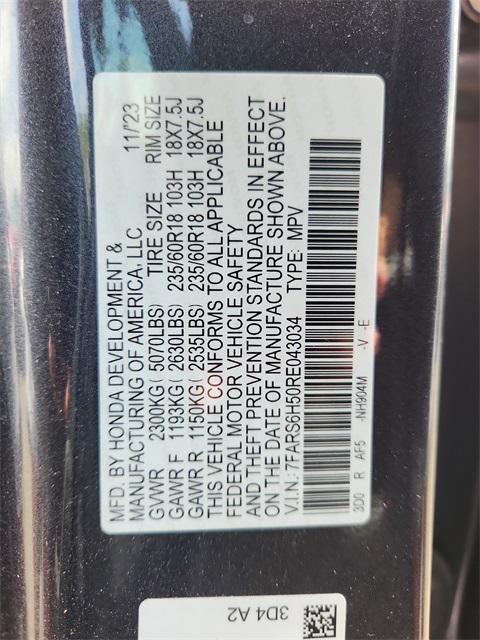 MFD. BY HONDA DEVELOPMENT & 11/23
MANUFACTURING OF AMERICA, LLC
GVWR 2300KG( 5070LBS) TIRE SIZE RIM SIZE
GAWR F 1193KG( 2630LBS) 235/60R18 103H 18X7.5J
GAWR R 1150KG( 2535LBS) 235/60R18 103H 18X7.5J
THIS VEHICLE CONFORMS TO ALL APPLICABLE
FEDERAL MOTOR VEHICLE SAFETY
AND THEFT PREVENTION STANDARDS IN EFFECT
ON THE DATE OF MANUFACTURE SHOWN ABOVE.
V.I.N.: 7FARS6H50RE043034 TYPE: MPV
3D0 R AF5 -NH904M -V -E
3D4 A2